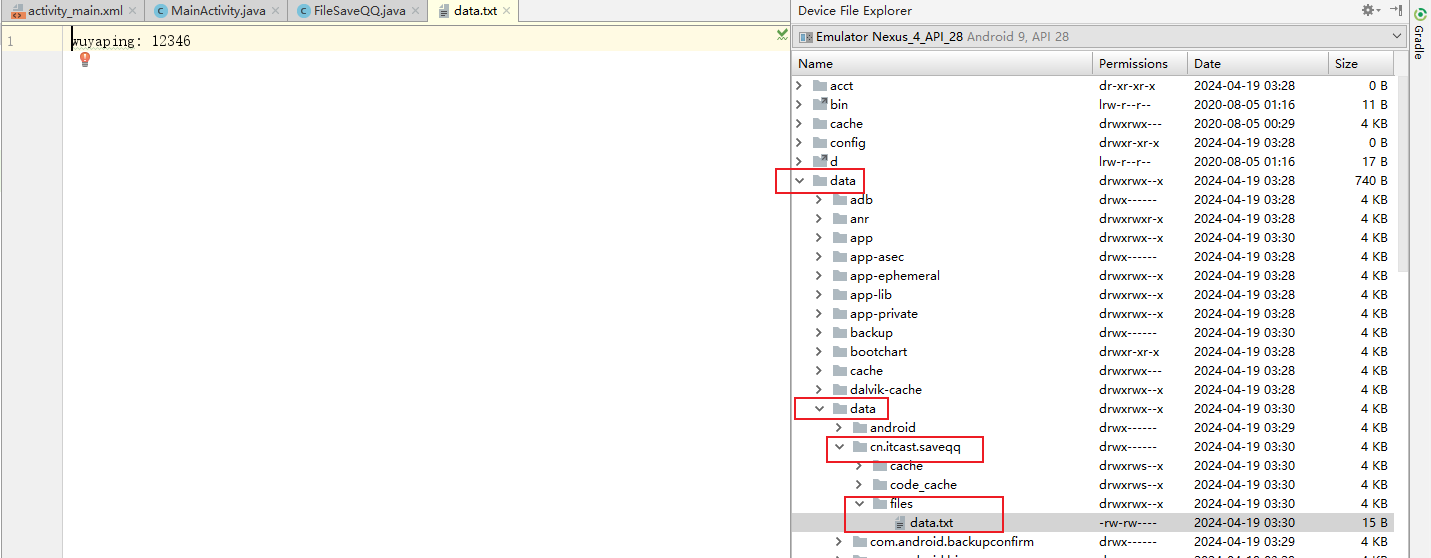 activity_main.xml MainActivity.java FileSaveQQ.java data.txt
1 wuyaping: 12346
Device File Explorer
Emulator Nexus_4_API_28 Android 9, API 28
Name Permissions Date Size
acct dr-xr-xr-x 2024-04-19 03:28 0 B
bin lrw-r--r-- 2020-08-05 01:16 11 B
cache drwxrwx--- 2020-08-05 00:29 4 KB
config drwxr-xr-x 2024-04-19 03:28 0 B
d lrw-r--r-- 2020-08-05 01:16 17 B
data drwxrwx--x 2024-04-19 03:28 740 B
adb drwx------ 2024-04-19 03:28 4 KB
anr drwxrwxr-x 2024-04-19 03:28 4 KB
app drwxrwx--x 2024-04-19 03:30 4 KB
app-asec drwx------ 2024-04-19 03:28 4 KB
app-ephemeral drwxrwx--x 2024-04-19 03:28 4 KB
app-lib drwxrwx--x 2024-04-19 03:28 4 KB
app-private drwxrwx--x 2024-04-19 03:28 4 KB
backup drwx------ 2024-04-19 03:30 4 KB
bootchart drwxr-xr-x 2024-04-19 03:28 4 KB
cache drwxrwx--- 2024-04-19 03:28 4 KB
dalvik-cache drwxrwx--x 2024-04-19 03:28 4 KB
data drwxrwx--x 2024-04-19 03:30 4 KB
android drwx------ 2024-04-19 03:29 4 KB
cn.itcast.saveqq drwx------ 2024-04-19 03:30 4 KB
cache drwxrws--x 2024-04-19 03:30 4 KB
code_cache drwxrws--x 2024-04-19 03:30 4 KB
files drwxrwx--x 2024-04-19 03:30 4 KB
data.txt -rw-rw---- 2024-04-19 03:30 15 B
com.android.backupconfirm drwx------ 2024-04-19 03:30 4 KB
Gradle